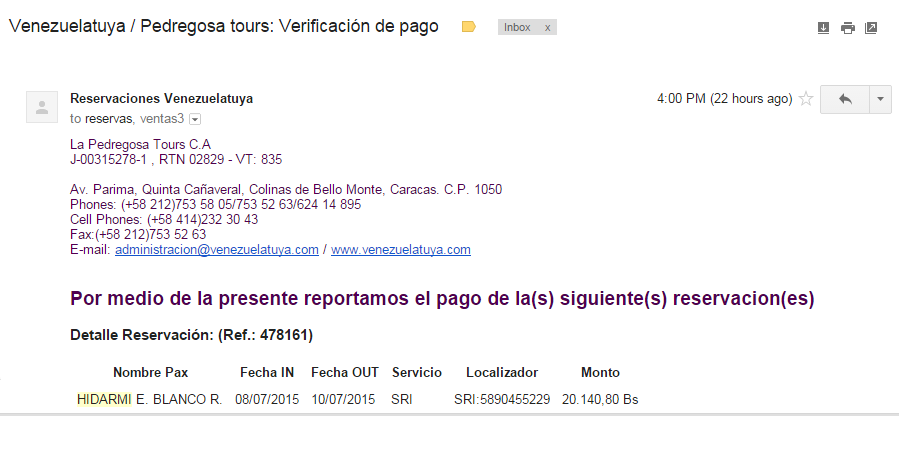 Venezuelatuya / Pedregosa tours: Verificación de pago
Inbox x
Reservaciones Venezuelatuya
4:00 PM (22 hours ago)
to reservas, ventas3
La Pedregosa Tours C.A
J-00315278-1 , RTN 02829 - VT: 835
Av. Parima, Quinta Cañaveral, Colinas de Bello Monte, Caracas. C.P. 1050
Phones: (+58 212)753 58 05/753 52 63/624 14 895
Cell Phones: (+58 414)232 30 43
Fax:(+58 212)753 52 63
E-mail: administracion@venezuelatuya.com / www.venezuelatuya.com
Por medio de la presente reportamos el pago de la(s) siguiente(s) reservacion(es)
Detalle Reservación: (Ref.: 478161)
Nombre Pax Fecha IN Fecha OUT Servicio Localizador Monto
HIDARMI E. BLANCO R. 08/07/2015 10/07/2015 SRI SRI:5890455229 20.140,80 Bs